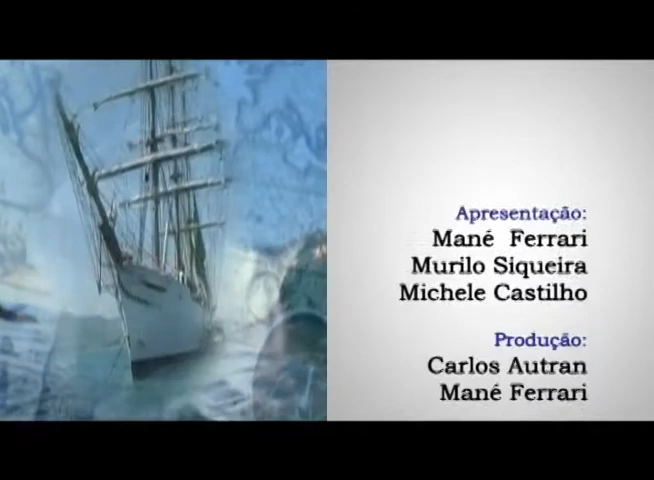 Apresentação:
Mané Ferrari
Murilo Siqueira
Michele Castilho
Produção:
Carlos Autran
Mané Ferrari